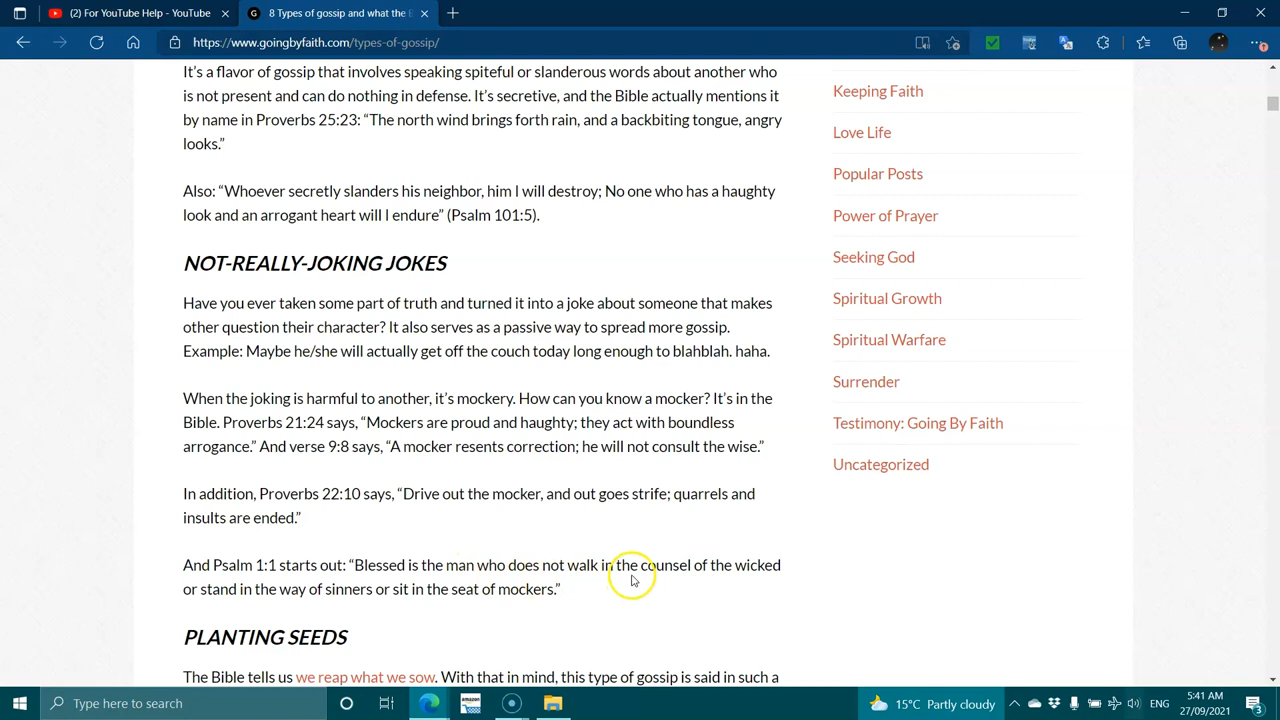 (2) For YouTube Help - YouTube
8 Types of gossip and what the B
https://www.goingbyfaith.com/types-of-gossip/
It's a flavor of gossip that involves speaking spiteful or slanderous words about another who
is not present and can do nothing in defense. It's secretive, and the Bible actually mentions it
by name in Proverbs 25:23: “The north wind brings forth rain, and a backbiting tongue, angry
looks.”
Also: “Whoever secretly slanders his neighbor, him I will destroy; No one who has a haughty
look and an arrogant heart will I endure” (Psalm 101:5).
NOT-REALLY-JOKING JOKES
Have you ever taken some part of truth and turned it into a joke about someone that makes
other question their character? It also serves as a passive way to spread more gossip.
Example: Maybe he/she will actually get off the couch today long enough to blahblah. haha.
When the joking is harmful to another, it's mockery. How can you know a mocker? It's in the
Bible. Proverbs 21:24 says, “Mockers are proud and haughty; they act with boundless
arrogance.” And verse 9:8 says, “A mocker resents correction; he will not consult the wise.”
In addition, Proverbs 22:10 says, “Drive out the mocker, and out goes strife; quarrels and
insults are ended.”
And Psalm 1:1 starts out: “Blessed is the man who does not walk in the counsel of the wicked
or stand in the way of sinners or sit in the seat of mockers.”
PLANTING SEEDS
The Bible tells us we reap what we sow. With that in mind, this type of gossip is said in such a
Keeping Faith
Love Life
Popular Posts
Power of Prayer
Seeking God
Spiritual Growth
Spiritual Warfare
Surrender
Testimony: Going By Faith
Uncategorized
Type here to search
amazon
15°C Partly cloudy
ENG
5:41 AM
27/09/2021
3